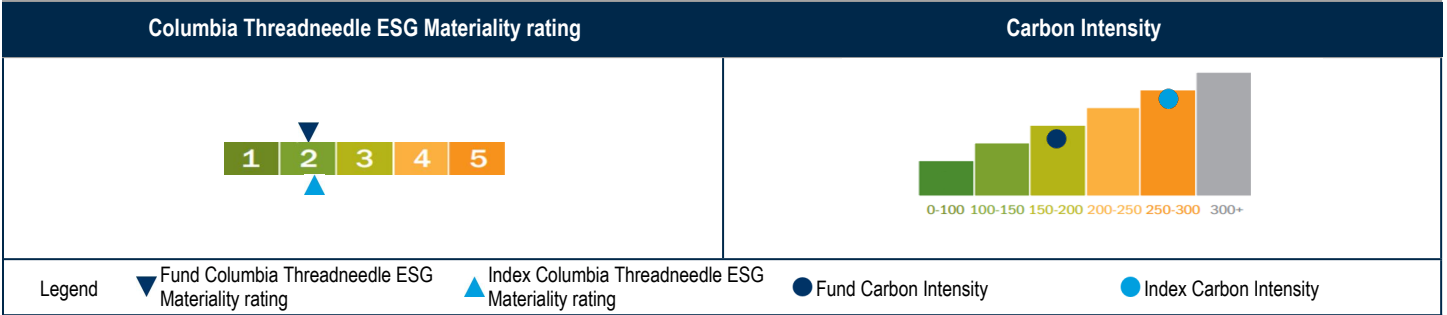 Columbia Threadneedle ESG Materiality rating
Carbon Intensity
1 2 3 4 5
0-100 100-150 150-200 200-250 250-300 300+
Legend
Fund Columbia Threadneedle ESG
Materiality rating
Index Columbia Threadneedle ESG
Materiality rating
Fund Carbon Intensity
Index Carbon Intensity